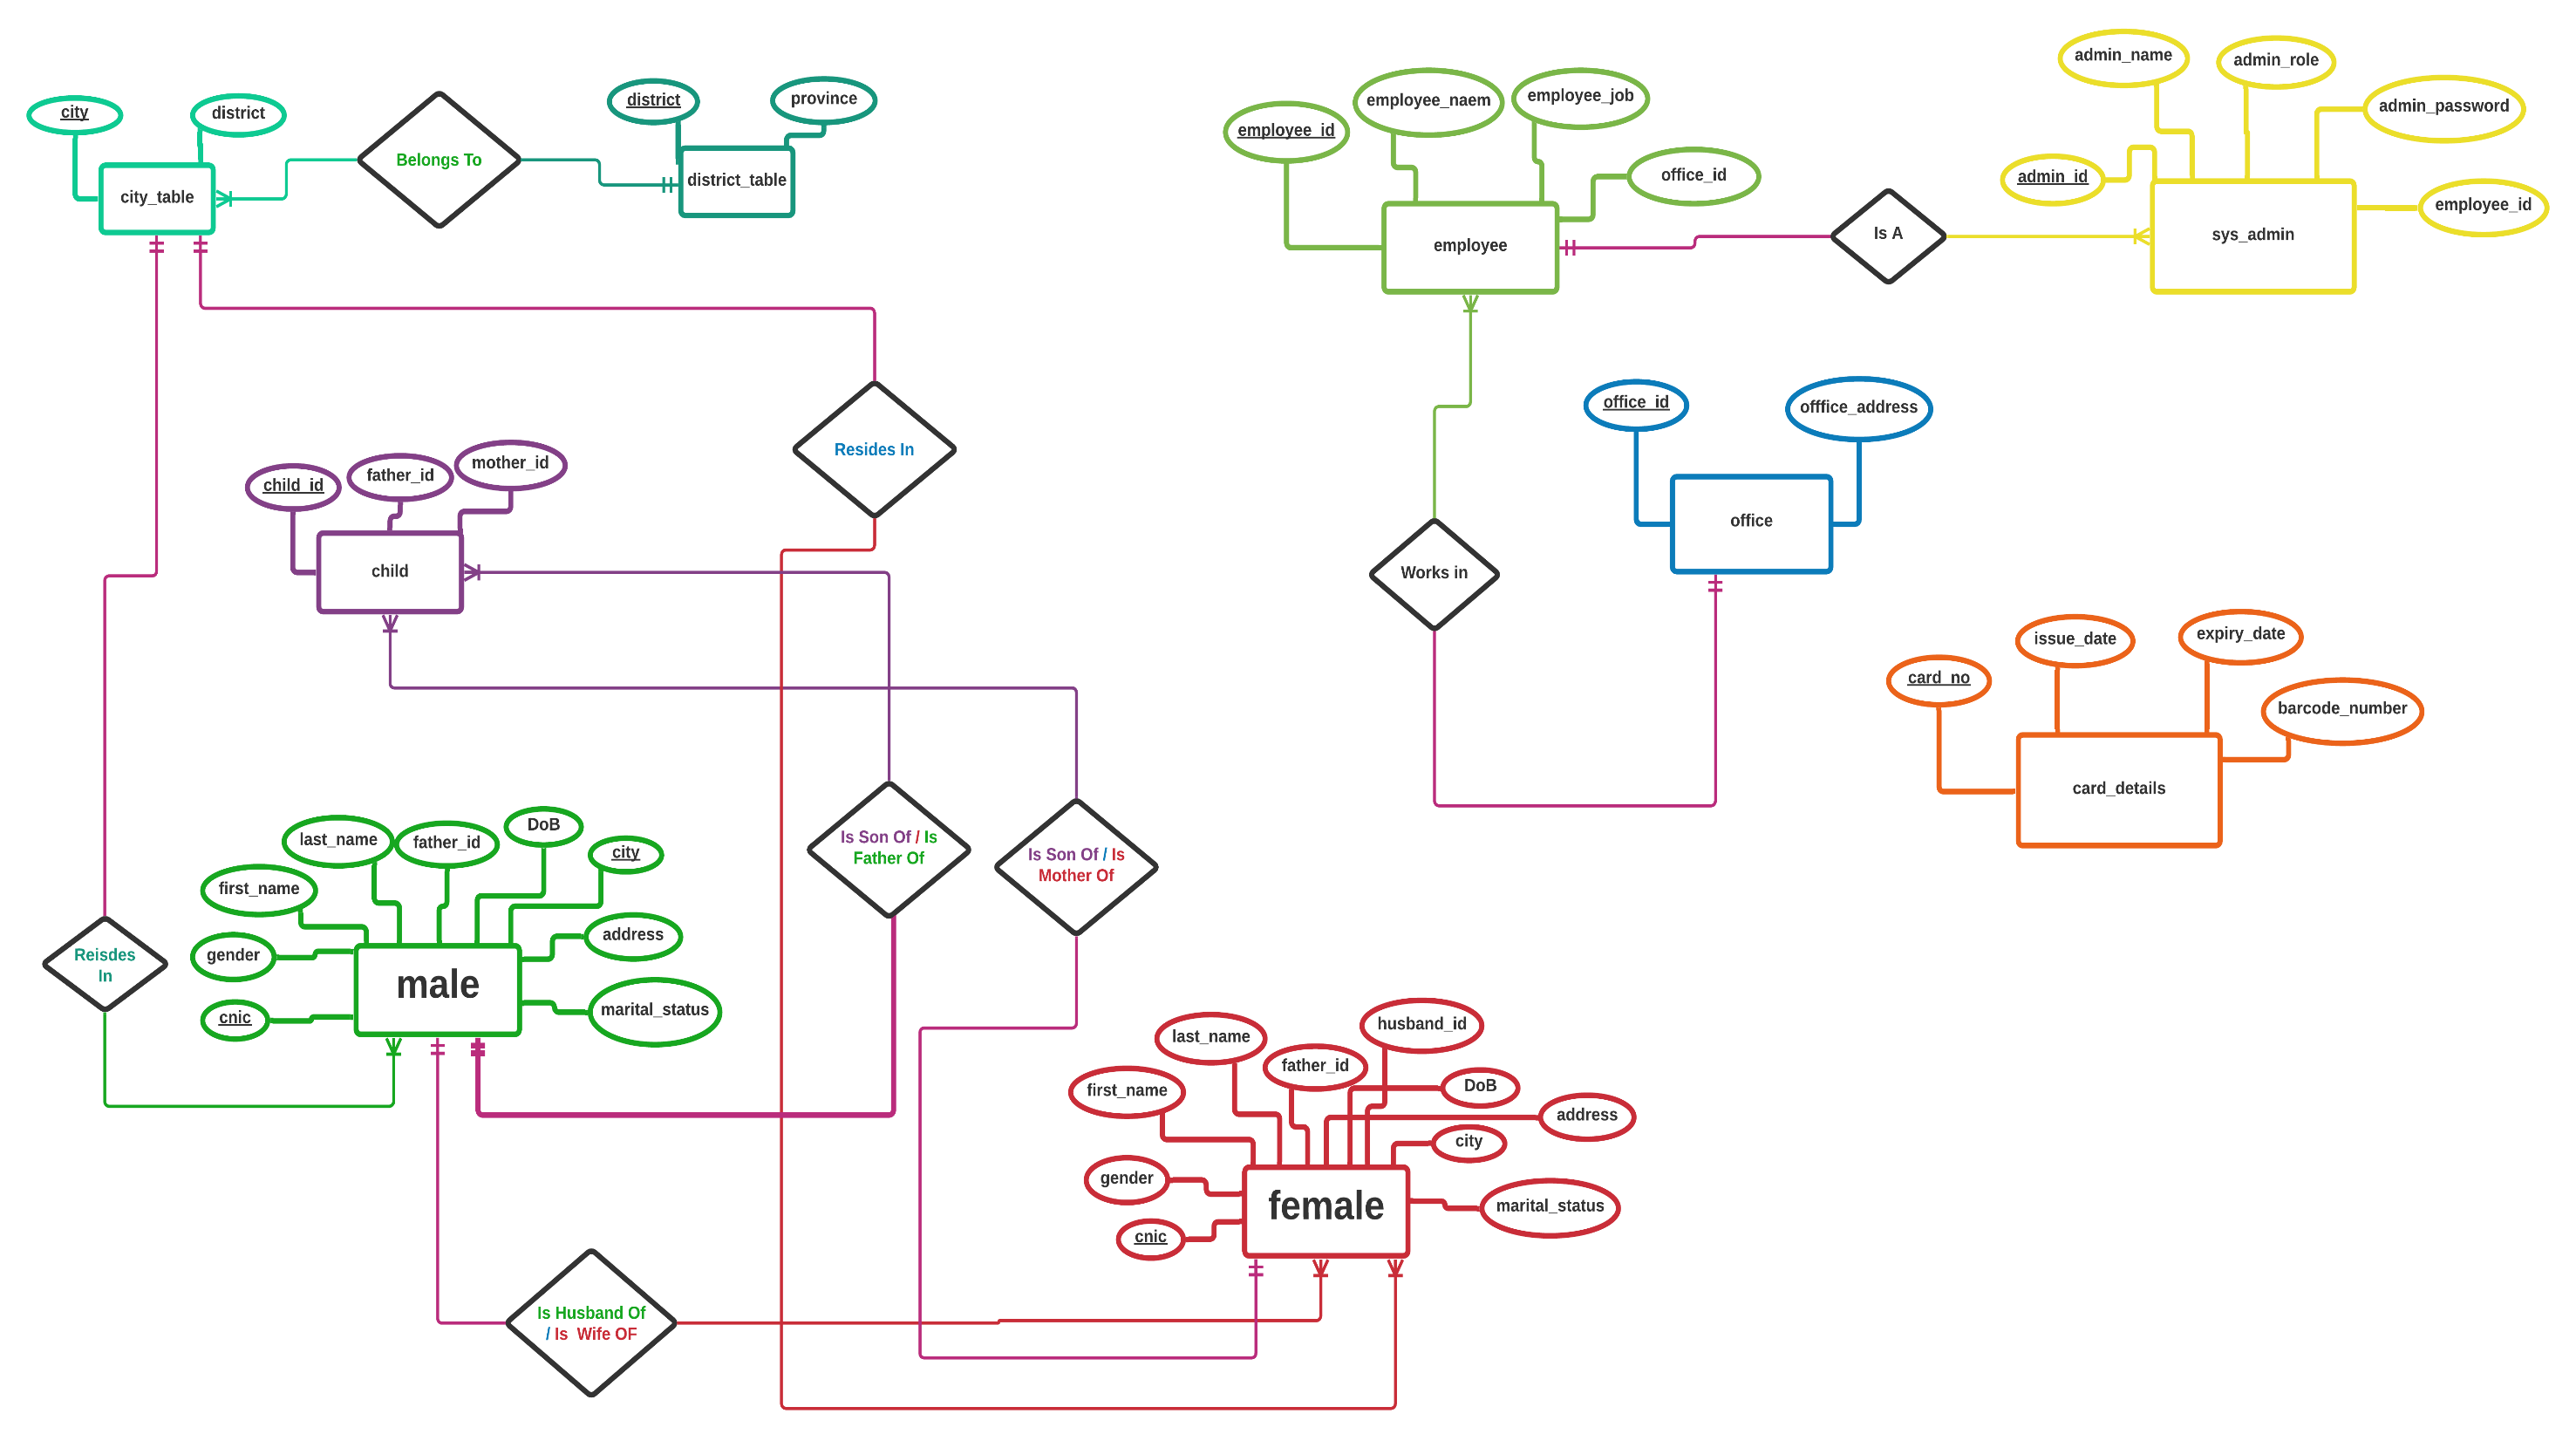 city
district
city_table
Belongs To
district
province
district_table
employee_id
employee_naem
employee_job
office_id
employee
Is A
admin_name
admin_role
admin_password
admin_id
employee_id
sys_admin
Resides In
child_id
father_id
mother_id
child
office_id
offfice_address
office
Works in
card_no
issue_date
expiry_date
barcode_number
card_details
Is Son Of / Is
Father Of
Is Son Of / Is
Mother Of
Reisdes
In
last_name
father_id
DoB
city
first_name
gender
address
cnic
marital_status
male
husband_id
last_name
father_id
DoB
first_name
address
city
gender
marital_status
cnic
female
Is Husband Of
/ Is Wife OF